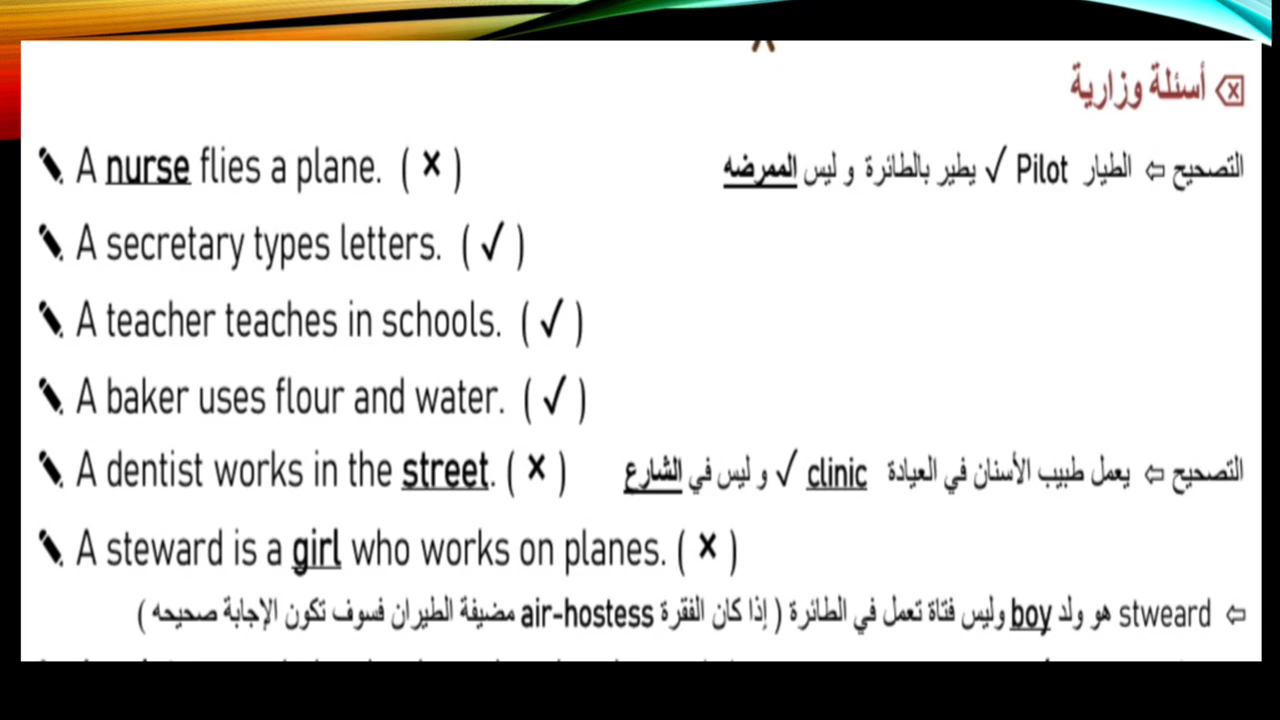 أسئلة وزارية
A nurse flies a plane. ( × ) التصحيح ⇦ الطيار Pilot √ يطير بالطائرة و ليس الممرضه
A secretary types letters. ( √ )
A teacher teaches in schools. ( √ )
A baker uses flour and water. ( √ )
A dentist works in the street. ( × ) التصحيح ⇦ يعمل طبيب الأسنان في العيادة clinic √ و ليس في الشارع
A steward is a girl who works on planes. ( × )
⇦ stweard هو ولد boy وليس فتاة تعمل في الطائرة ( إذا كان الفقرة air-hostess مضيفة الطيران فسوف تكون الإجابة صحيحه )